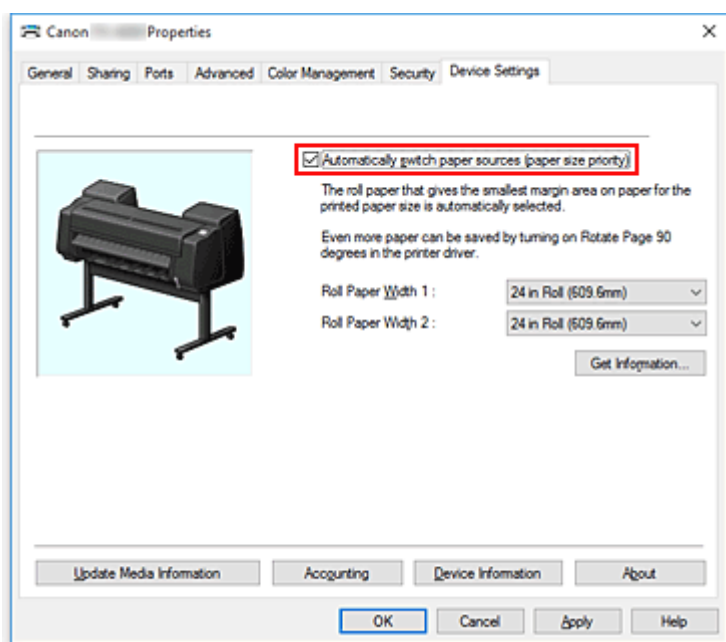 Canon Properties
General Sharing Ports Advanced Color Management Security Device Settings
Automatically switch paper sources (paper size priority)
The roll paper that gives the smallest margin area on paper for the
printed paper size is automatically selected.
Even more paper can be saved by turning on Rotate Page 90
degrees in the printer driver.
Roll Paper Width 1 : 24 in Roll (609.6mm)
Roll Paper Width 2 : 24 in Roll (609.6mm)
Get Information...
Update Media Information Accounting Device Information About
OK Cancel Apply Help